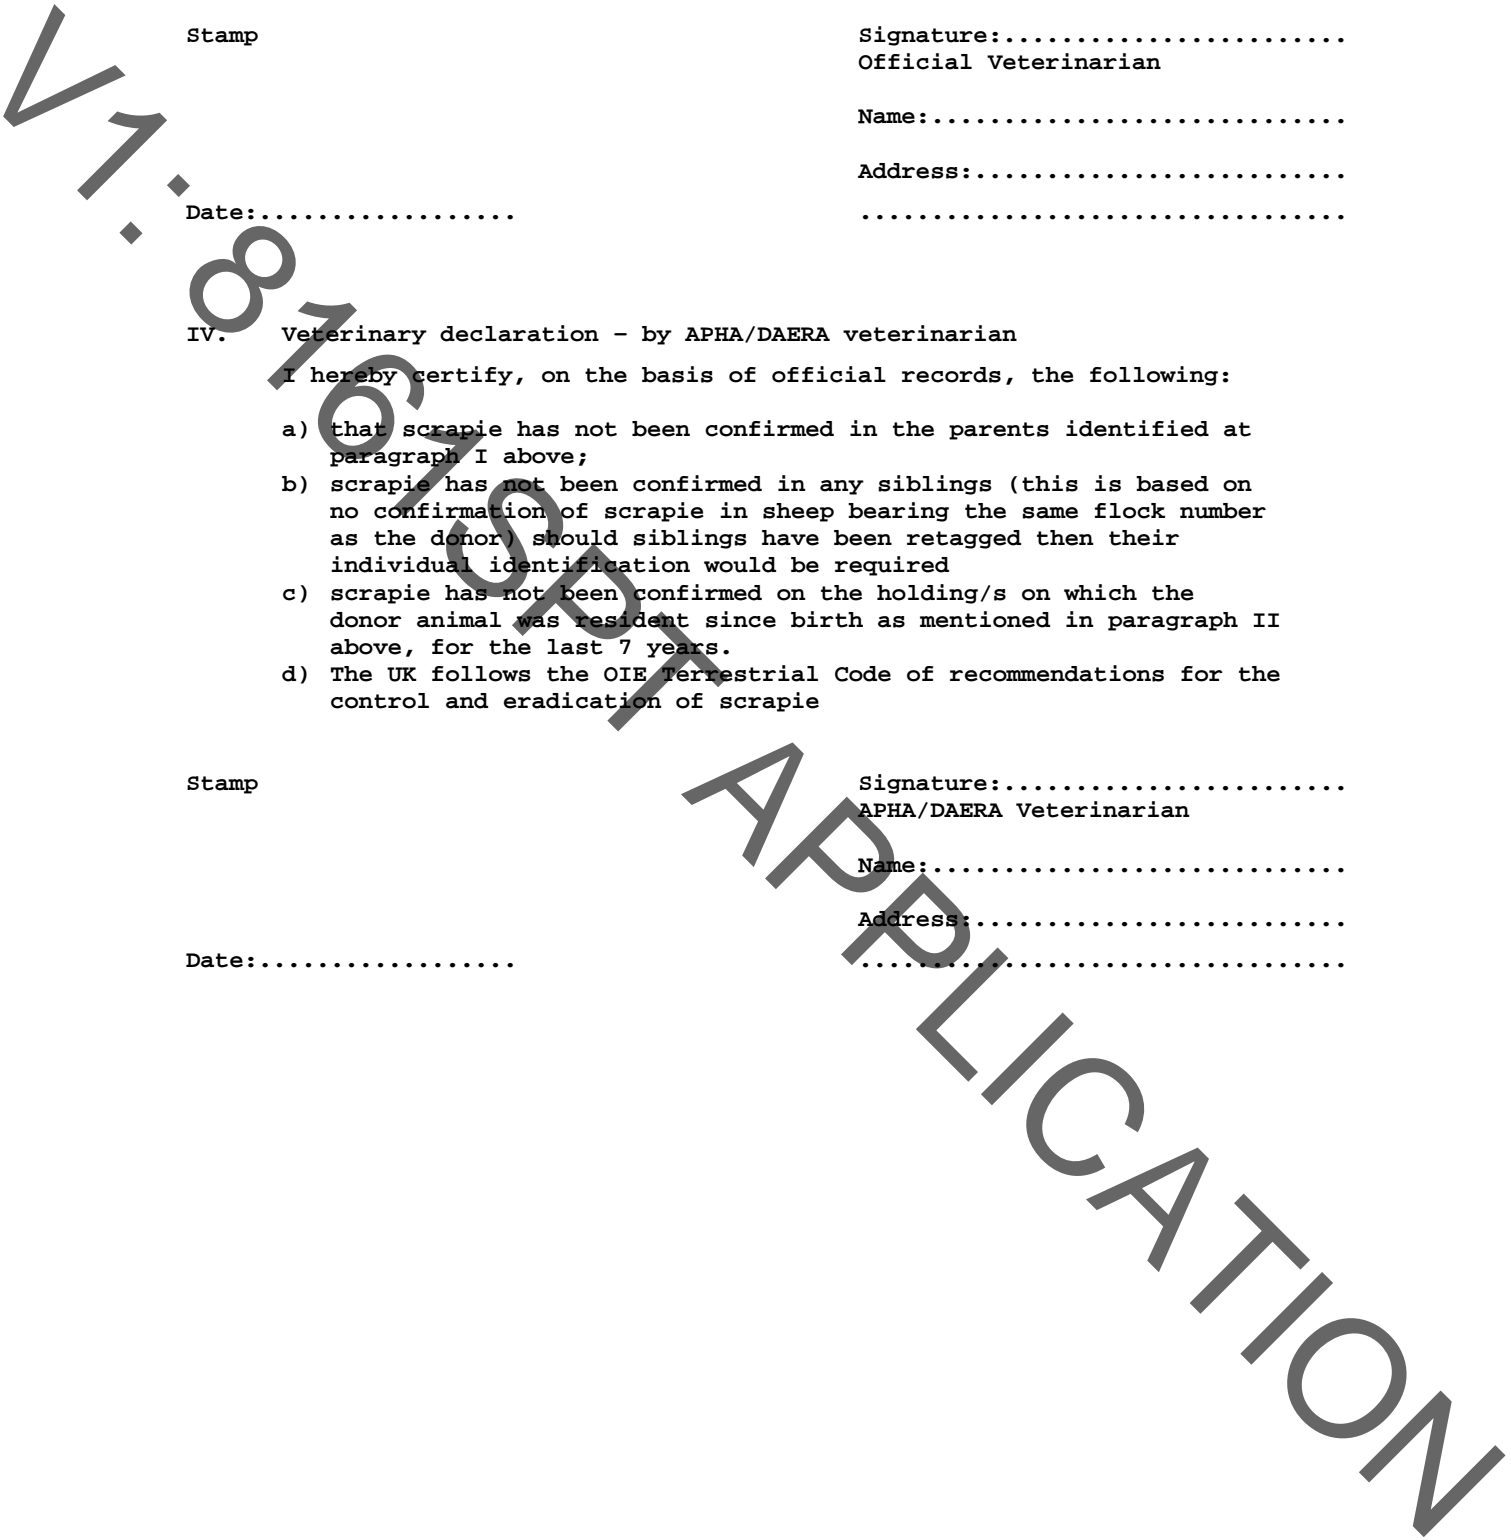 Stamp Signature:........................
Official Veterinarian
Name:.............................
Address:..........................
Date:.................. ..................................
IV. Veterinary declaration – by APHA/DAERA veterinarian
I hereby certify, on the basis of official records, the following:
a) that scrapie has not been confirmed in the parents identified at
paragraph I above;
b) scrapie has not been confirmed in any siblings (this is based on
no confirmation of scrapie in sheep bearing the same flock number
as the donor) should siblings have been retagged then their
individual identification would be required
c) scrapie has not been confirmed on the holding/s on which the
donor animal was resident since birth as mentioned in paragraph II
above, for the last 7 years.
d) The UK follows the OIE Terrestrial Code of recommendations for the
control and eradication of scrapie
Stamp Signature:........................
APHA/DAERA Veterinarian
Name:.............................
Address:..........................
Date:.................. ..................................
V1: 8161SPT APPLICATION